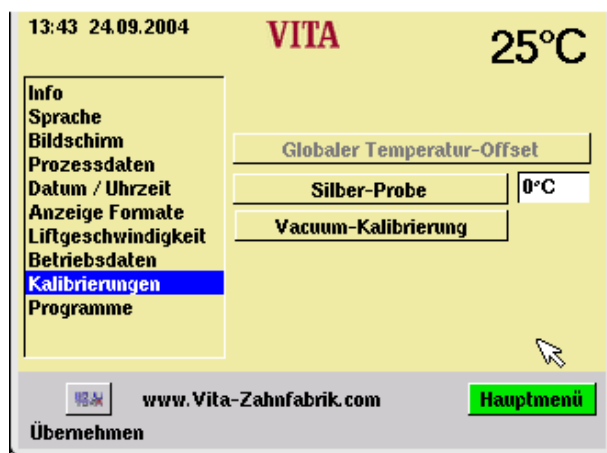 13:43 24.09.2004
VITA
25°C
Info
Sprache
Bildschirm
Prozessdaten
Datum / Uhrzeit
Anzeige Formate
Liftgeschwindigkeit
Betriebsdaten
Kalibrierungen
Programme
Globaler Temperatur-Offset
Silber-Probe
0°C
Vacuum-Kalibrierung
www.Vita-Zahnfabrik.com
Hauptmenü
Übernehmen